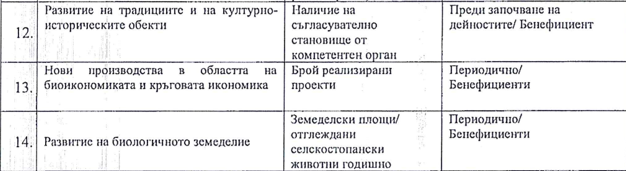 12.
Развитие на традициите и на културно-
историческите обекти
Наличие на
съгласувателно
становище от
компетентен орган
Преди започване на
дейностите/ Бенефициент
13.
Нови производства в областта на
биоикономиката и кръговата икономика
Брой реализирани
проекти
Периодично/
Бенефициенти
14.
Развитие на биологичното земеделие
Земеделски площи/
отглеждани
селскостопански
животни годишно
Периодично/
Бенефициенти